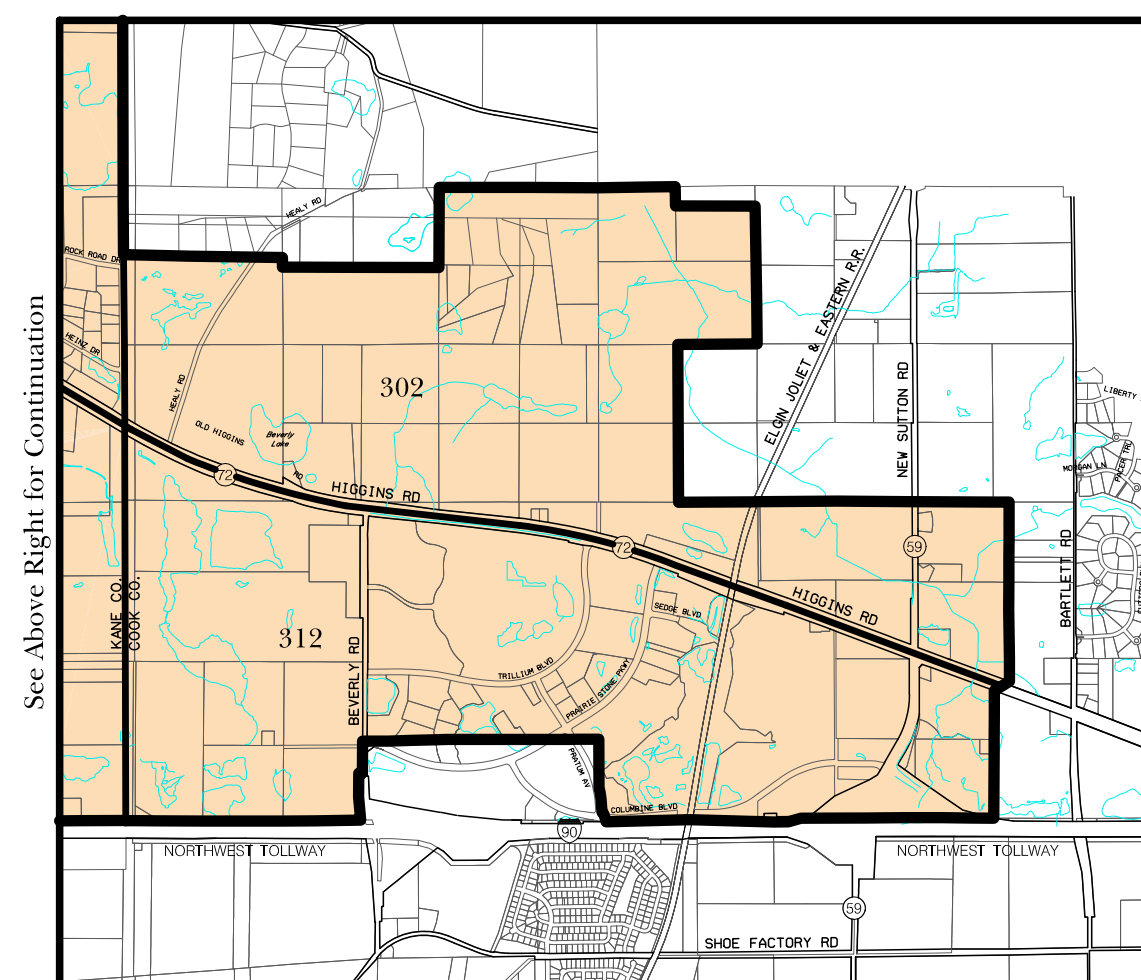 See Above Right for Continuation
HEALY RD
ROCK ROAD DR
HEINZ DR
ELGIN JOLIET & EASTERN R.R.
302
HEALY RD
NEW SUTTON RD
LIBERTY
OLD HIGGINS
RD
Beverly
Lake
MORGAN LN
PACER TRL
72
HIGGINS RD
72
59
BARTLETT RD
KANE CO.
COOK CO.
HIGGINS RD
SEDGE BLVD
312
BEVERLY RD
TRILLIUM BLVD
PRAIRIE STONE PKWY
PRATUM AV
COLUMBINE BLVD
90
NORTHWEST TOLLWAY
NORTHWEST TOLLWAY
59
SHOE FACTORY RD